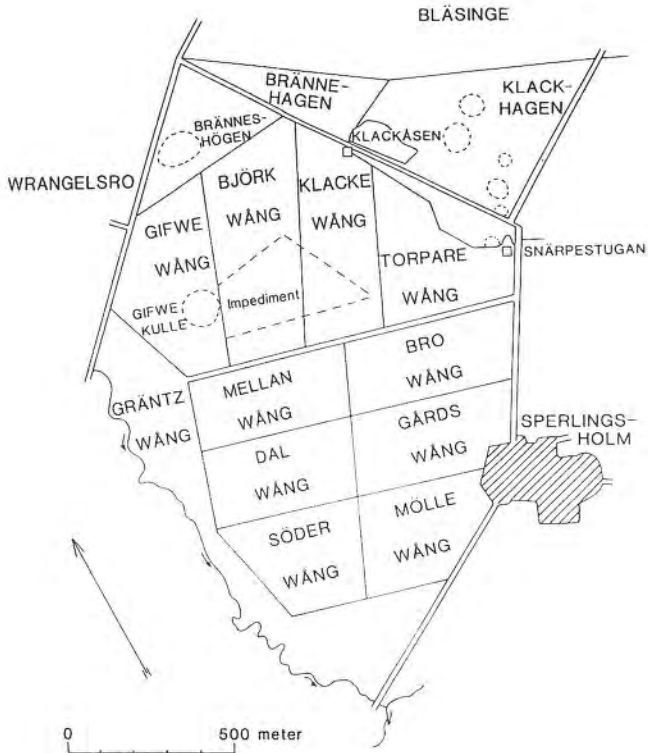 BLÄSINGE
BRÄNNE-
HAGEN
KLACK-
HAGEN
BRÄNNES-
HÖGEN
KLACKÅSEN
WRANGELSRO
BJÖRK
WÅNG
KLACKE
WÅNG
GIFWE
WÅNG
TORPARE
WÅNG
SNÄRPESTUGAN
GIFWE
KULLE
Impediment
GRÄNTZ
WÅNG
MELLAN
WÅNG
BRO
WÅNG
DAL
WÅNG
GÅRDS
WÅNG
SPERLINGS-
HOLM
SÖDER
WÅNG
MÖLLE
WÅNG
0 500 meter